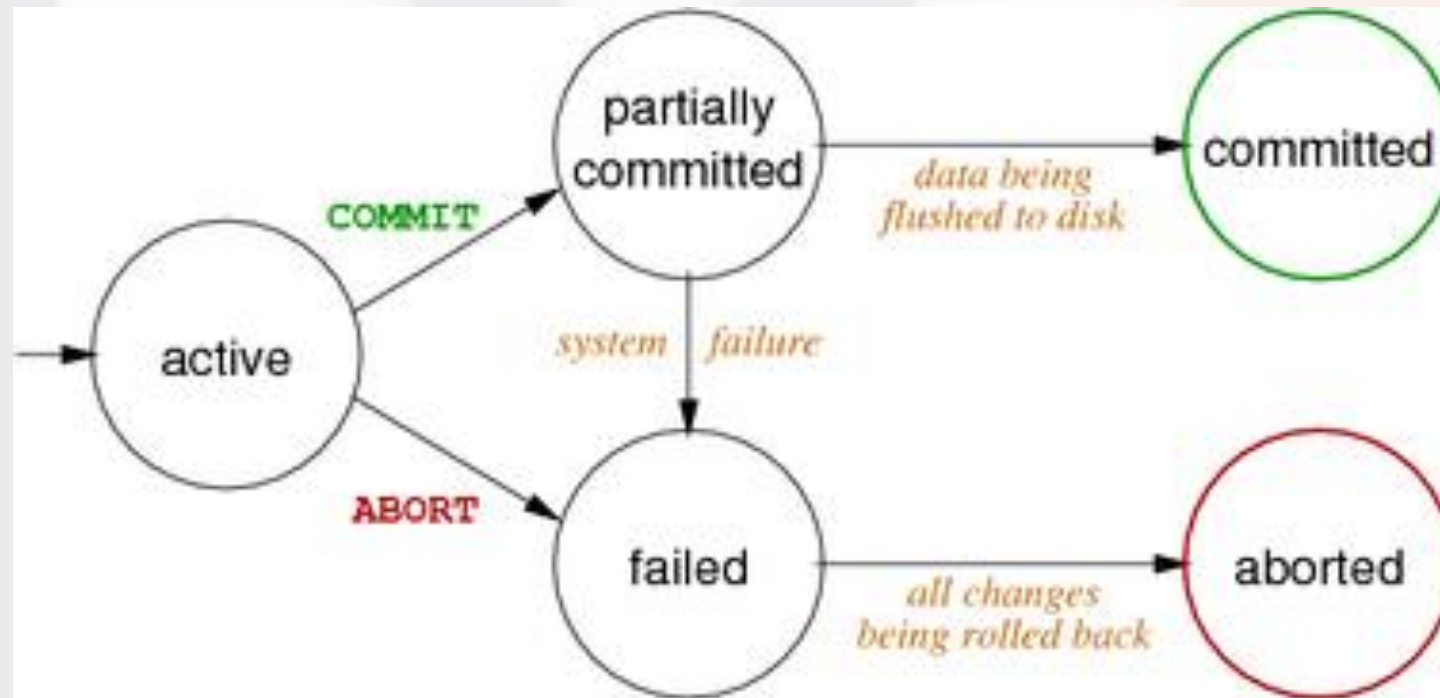 partially
committed
committed
data being
flushed to disk
COMMIT
system failure
active
ABORT
failed
aborted
all changes
being rolled back